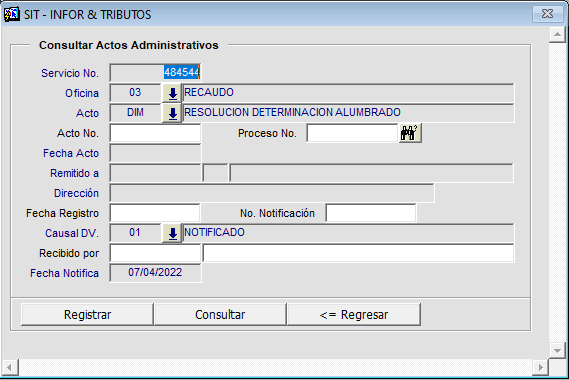 SIT - INFOR & TRIBUTOS
Consultar Actos Administrativos
Servicio No. 484544
Oficina 03 RECAUDO
Acto DIM RESOLUCION DETERMINACION ALUMBRADO
Acto No. Proceso No.
Fecha Acto
Remitido a
Dirección
Fecha Registro No. Notificación
Causal DV. 01 NOTIFICADO
Recibido por
Fecha Notifica 07/04/2022
Registrar Consultar <= Regresar